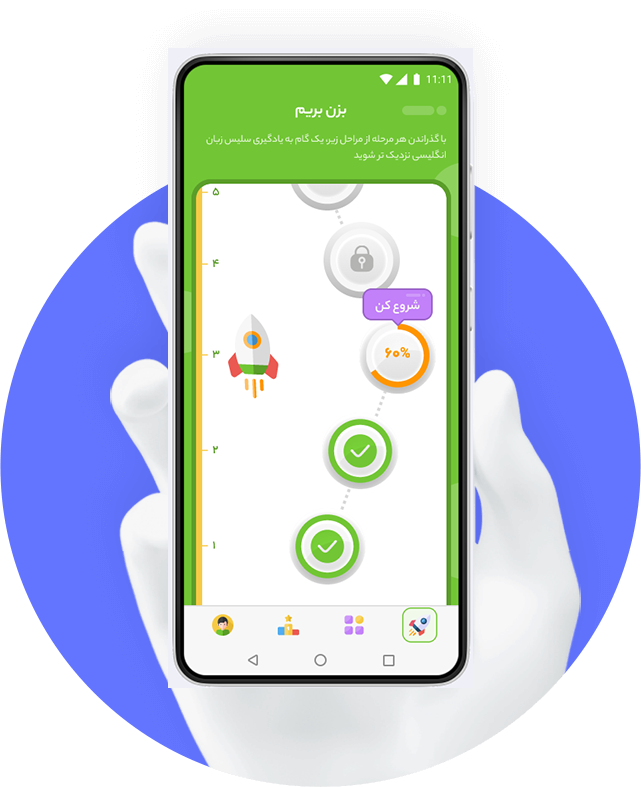 11:11
بزن بریم
با گذراندن هر مرحله از مراحل زیر، یک گام به یادگیری سلیس زبان
انگلیسی نزدیک تر شوید
۵
۴
شروع کن
۳
۶۰%
۲
۱